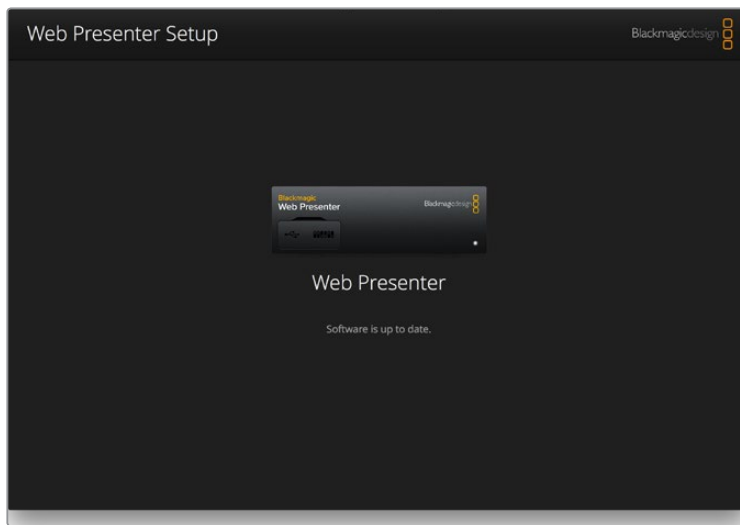 Web Presenter Setup
Blackmagicdesign
Blackmagic
Web Presenter
Blackmagicdesign
Web Presenter
Software is up to date.